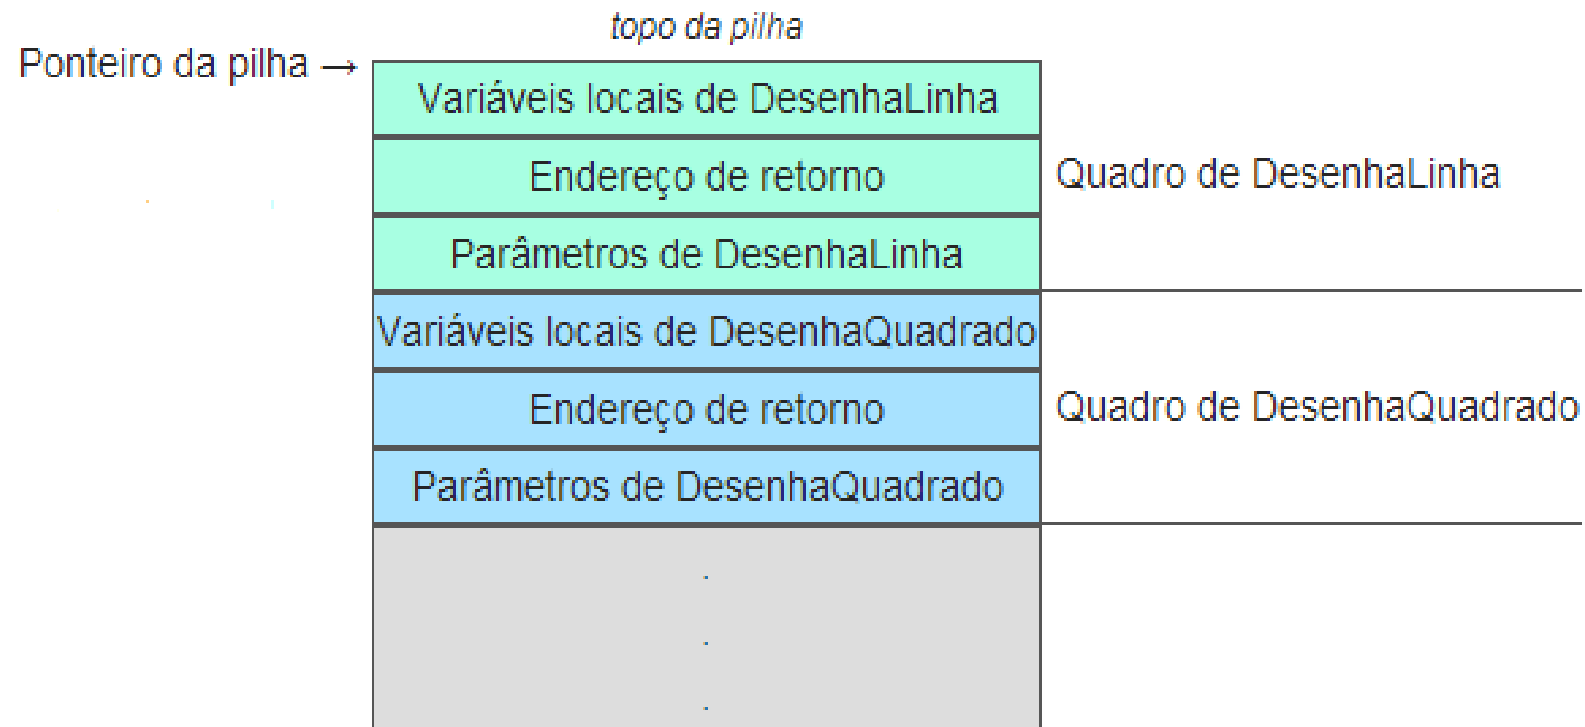 topo da pilha
Ponteiro da pilha →
Variáveis locais de DesenhaLinha
Endereço de retorno
Quadro de DesenhaLinha
Parâmetros de DesenhaLinha
Variáveis locais de DesenhaQuadrado
Endereço de retorno
Quadro de DesenhaQuadrado
Parâmetros de DesenhaQuadrado
.
.
.